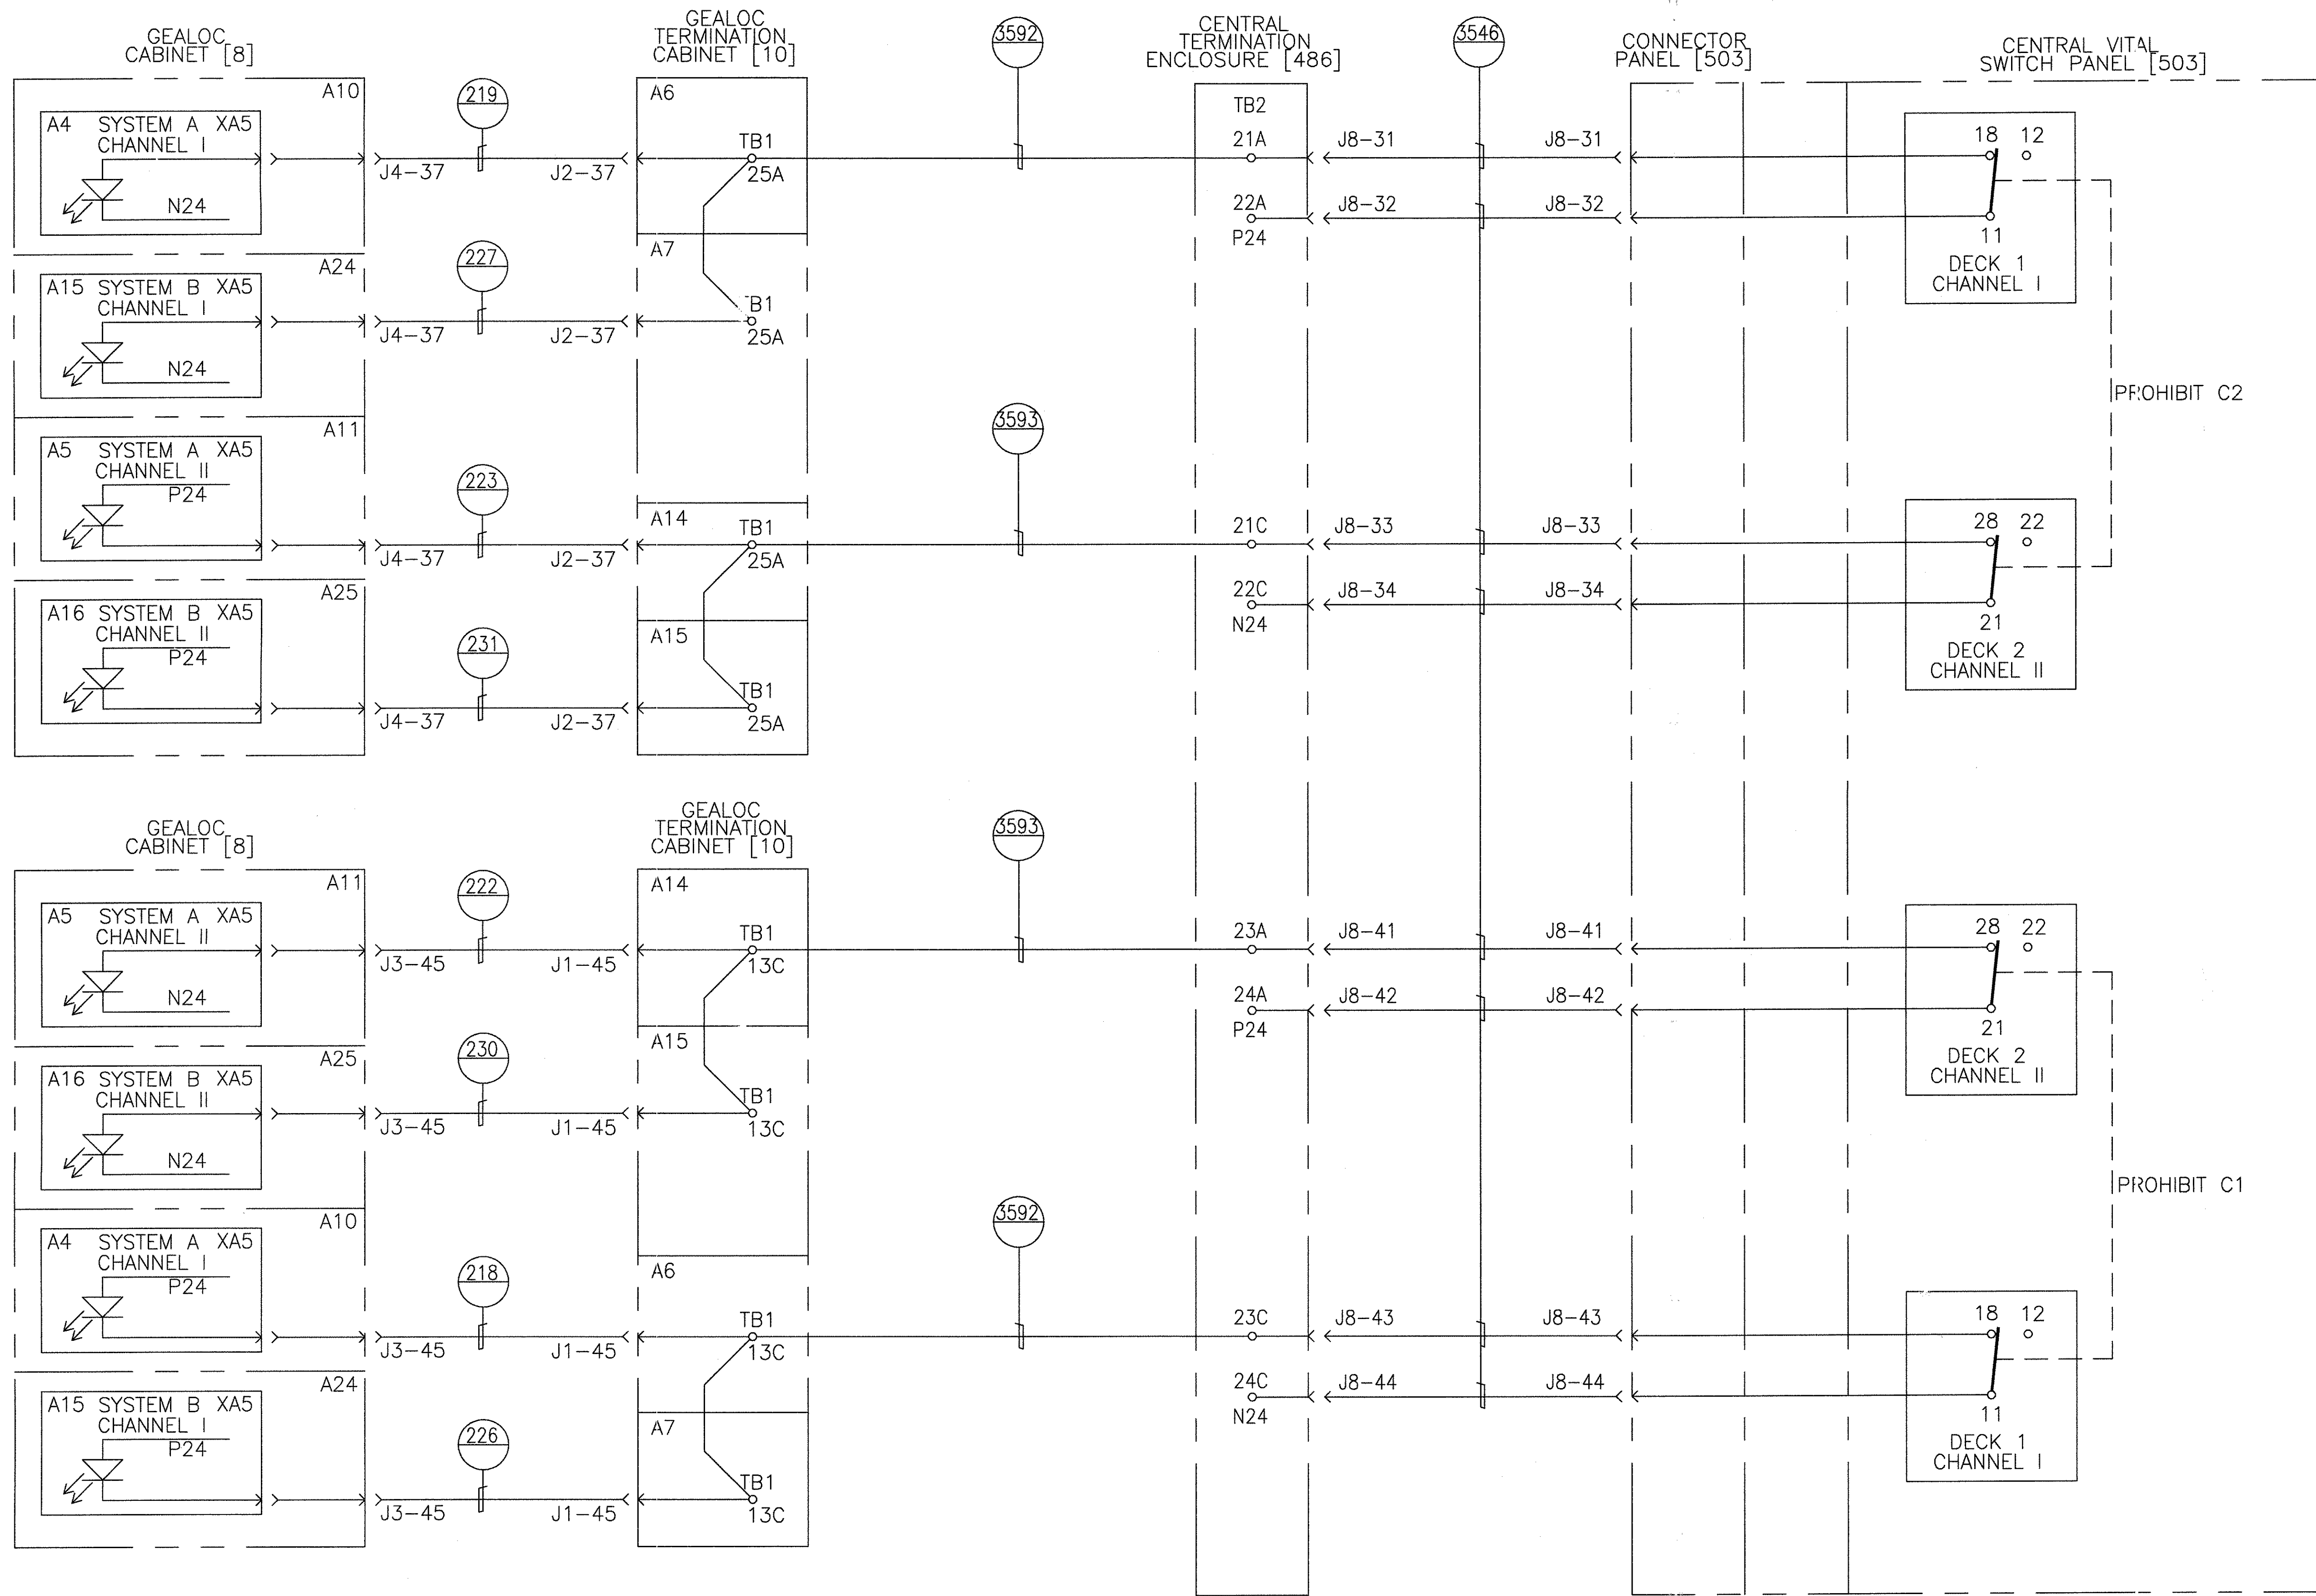 GEALOC
CABINET [8]
GEALOC
TERMINATION
CABINET [10]
3592
CENTRAL
TERMINATION
ENCLOSURE [486]
3546
CONNECTOR
PANEL [503]
CENTRAL VITAL
SWITCH PANEL [503]
A10
A4 SYSTEM A XA5
CHANNEL I
N24
219
J4-37
J2-37
A6
TB1
25A
TB2
21A
J8-31
J8-31
22A
P24
J8-32
J8-32
18 12
11
DECK 1
CHANNEL I
A24
A15 SYSTEM B XA5
CHANNEL I
N24
227
J4-37
J2-37
A7
B1
25A
PROHIBIT C2
A11
A5 SYSTEM A XA5
CHANNEL II
P24
223
J4-37
J2-37
A14
TB1
25A
3593
21C
J8-33
J8-33
22C
N24
J8-34
J8-34
28 22
21
DECK 2
CHANNEL II
A25
A16 SYSTEM B XA5
CHANNEL II
P24
231
J4-37
J2-37
A15
TB1
25A
GEALOC
CABINET [8]
GEALOC
TERMINATION
CABINET [10]
3593
A11
A5 SYSTEM A XA5
CHANNEL II
N24
222
J3-45
J1-45
A14
TB1
13C
23A
J8-41
J8-41
24A
P24
J8-42
J8-42
28 22
21
DECK 2
CHANNEL II
A25
A16 SYSTEM B XA5
CHANNEL II
N24
230
J3-45
J1-45
A15
TB1
13C
PROHIBIT C1
A10
A4 SYSTEM A XA5
CHANNEL I
P24
218
J3-45
J1-45
A6
TB1
13C
3592
23C
J8-43
J8-43
24C
N24
J8-44
J8-44
18 12
11
DECK 1
CHANNEL I
A24
A15 SYSTEM B XA5
CHANNEL I
P24
226
J3-45
J1-45
A7
TB1
13C